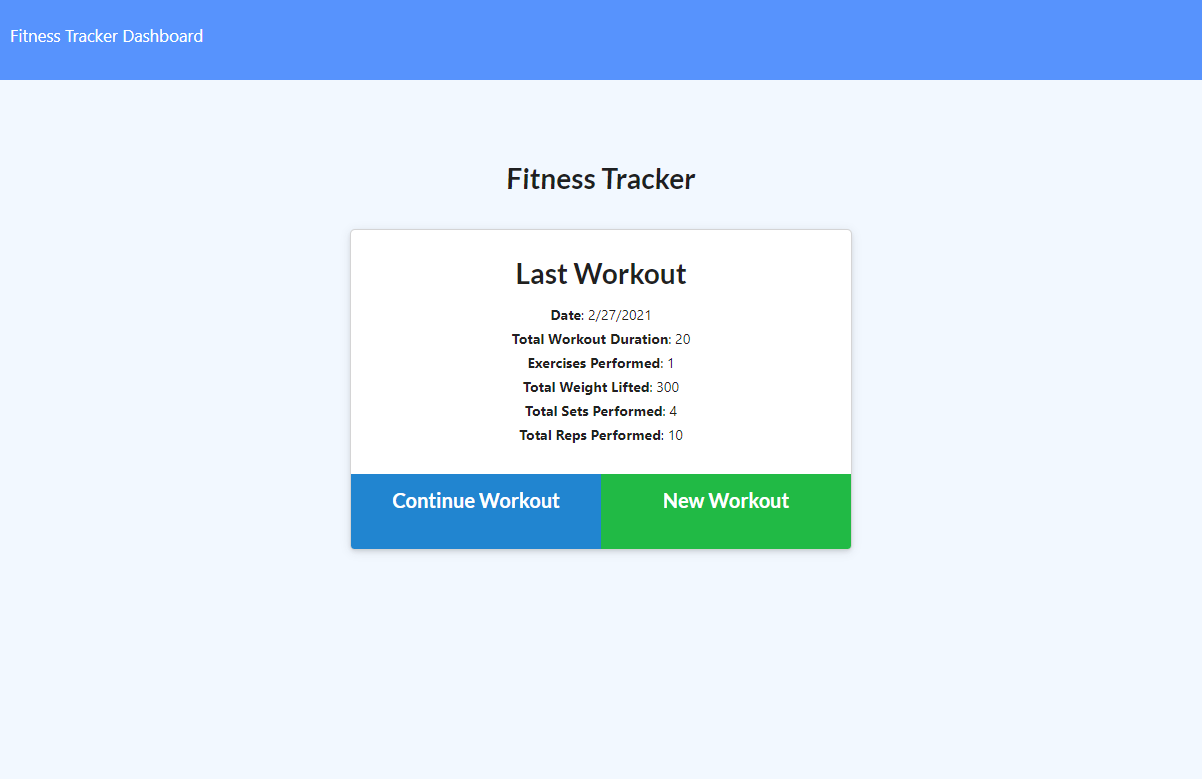 Fitness Tracker Dashboard
Fitness Tracker
Last Workout
Date: 2/27/2021
Total Workout Duration: 20
Exercises Performed: 1
Total Weight Lifted: 300
Total Sets Performed: 4
Total Reps Performed: 10
Continue Workout New Workout